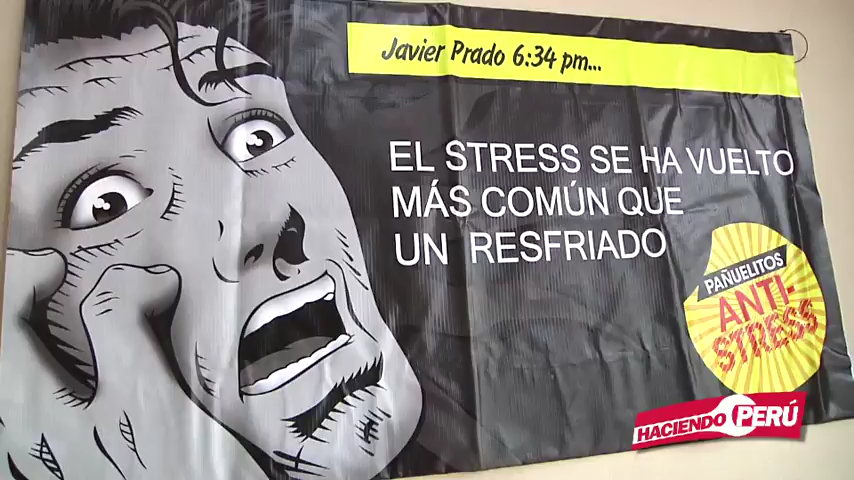 Javier Prado 6:34 pm...
EL STRESS SE HA VUELTO
MÁS COMÚN QUE
UN RESFRIADO
PAÑUELITOS
ANTI-
STRESS
HACIENDO PERÚ